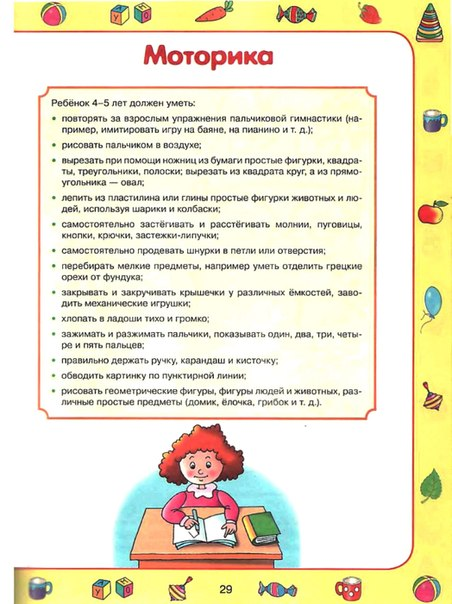 У О
Моторика
Ребёнок 4–5 лет должен уметь:
• повторять за взрослым упражнения пальчиковой гимнастики (на-
пример, имитировать игру на баяне, на пианино и т. д.);
• рисовать пальчиком в воздухе;
• вырезать при помощи ножниц из бумаги простые фигурки, квадра-
ты, треугольники, полоски; вырезать из квадрата круг, а из прямо-
угольника — овал;
• лепить из пластилина или глины простые фигурки животных и лю-
дей, используя шарики и колбаски;
• самостоятельно застёгивать и расстёгивать молнии, пуговицы,
кнопки, крючки, застежки-липучки;
• самостоятельно продевать шнурки в петли или отверстия;
• перебирать мелкие предметы, например уметь отделить грецкие
орехи от фундука;
• закрывать и закручивать крышечки у различных ёмкостей, заво-
дить механические игрушки;
• хлопать в ладоши тихо и громко;
• зажимать и разжимать пальчики, показывать один, два, три, четы-
ре и пять пальцев;
• правильно держать ручку, карандаш и кисточку;
• обводить картинку по пунктирной линии;
• рисовать геометрические фигуры, фигуры людей и животных, раз-
личные простые предметы (домик, ёлочка, грибок и т. д.).
У О
29